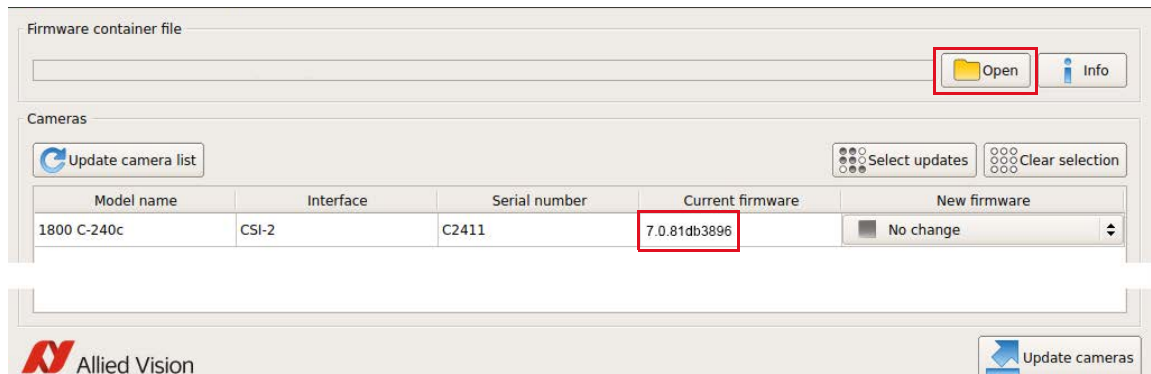 Firmware container file
Open
Info
Cameras
Update camera list
Select updates
Clear selection
Model name Interface Serial number Current firmware New firmware
1800 C-240c CSI-2 C2411 7.0.81db3896 No change
Allied Vision
Update cameras